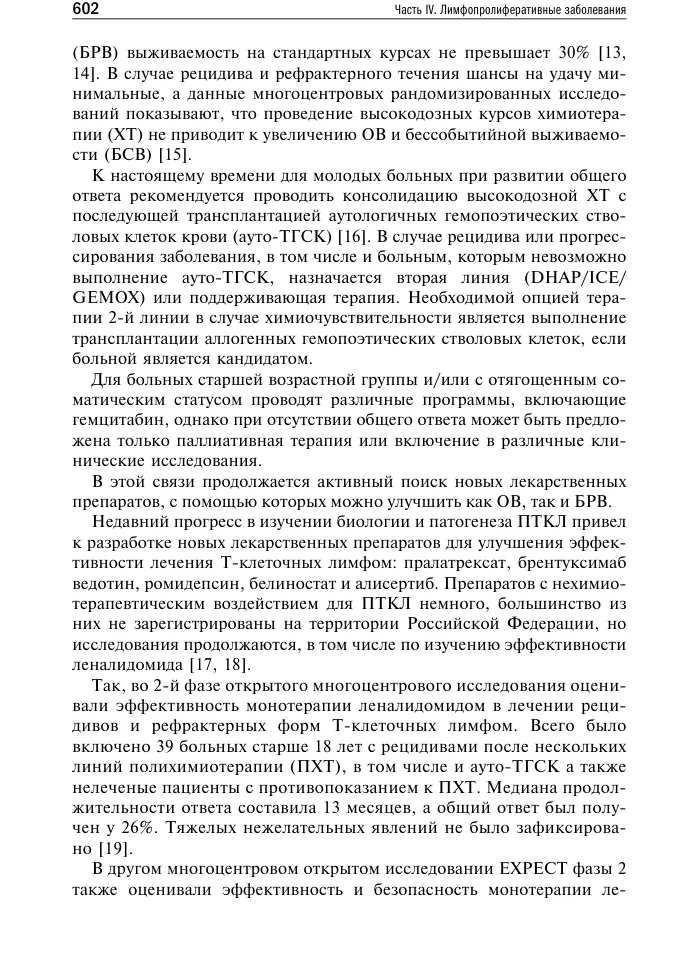 602
Часть IV. Лимфопролиферативные заболевания
(БРВ) выживаемость на стандартных курсах не превышает 30% [13,
14]. В случае рецидива и рефрактерного течения шансы на удачу ми-
нимальные, а данные многоцентровых рандомизированных исследо-
ваний показывают, что проведение высокодозных курсов химиотера-
пии (ХТ) не приводит к увеличению ОВ и бессобытийной выживаемо-
сти (БСВ) [15].
К настоящему времени для молодых больных при развитии общего
ответа рекомендуется проводить консолидацию высокодозной ХТ с
последующей трансплантацией аутологичных гемопоэтических ство-
ловых клеток крови (ауто-ТГСК) [16]. В случае рецидива или прогрес-
сирования заболевания, в том числе и больным, которым невозможно
выполнение ауто-ТГСК, назначается вторая линия (DHAP/ICE/
GEMOX) или поддерживающая терапия. Необходимой опцией тера-
пии 2-й линии в случае химиочувствительности является выполнение
трансплантации аллогенных гемопоэтических стволовых клеток, если
больной является кандидатом.
Для больных старшей возрастной группы и/или с отягощенным со-
матическим статусом проводят различные программы, включающие
гемцитабин, однако при отсутствии общего ответа может быть предло-
жена только паллиативная терапия или включение в различные кли-
нические исследования.
В этой связи продолжается активный поиск новых лекарственных
препаратов, с помощью которых можно улучшить как ОВ, так и БРВ.
Недавний прогресс в изучении биологии и патогенеза ПТКЛ привел
к разработке новых лекарственных препаратов для улучшения эффек-
тивности лечения Т-клеточных лимфом: пралатрексат, брентуксимаб
ведотин, ромидепсин, белиностат и алисертиб. Препаратов с нехимио-
терапевтическим воздействием для ПТКЛ немного, большинство из
них не зарегистрированы на территории Российской Федерации, но
исследования продолжаются, в том числе по изучению эффективности
леналидомида [17, 18].
Так, во 2-й фазе открытого многоцентрового исследования оцени-
вали эффективность монотерапии леналидомидом в лечении реци-
дивов и рефрактерных форм Т-клеточных лимфом. Всего было
включено 39 больных старше 18 лет с рецидивами после нескольких
линий полихимиотерапии (ПХТ), в том числе и ауто-ТГСК а также
нелеченые пациенты с противопоказанием к ПХТ. Медиана продол-
жительности ответа составила 13 месяцев, а общий ответ был полу-
чен у 26%. Тяжелых нежелательных явлений не было зафиксирова-
но [19].
В другом многоцентровом открытом исследовании EXPECT фазы 2
также оценивали эффективность и безопасность монотерапии ле-